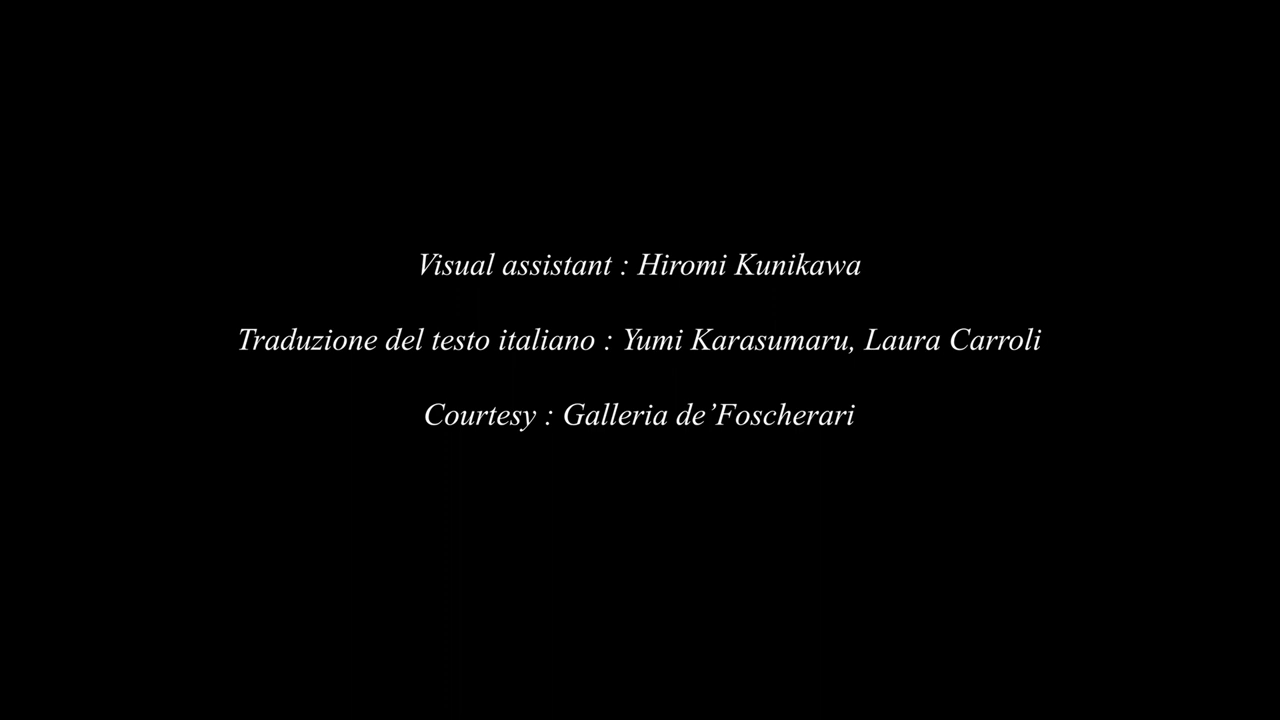 Visual assistant : Hiromi Kunikawa
Traduzione del testo italiano : Yumi Karasumaru, Laura Carroli
Courtesy : Galleria de’Foscherari